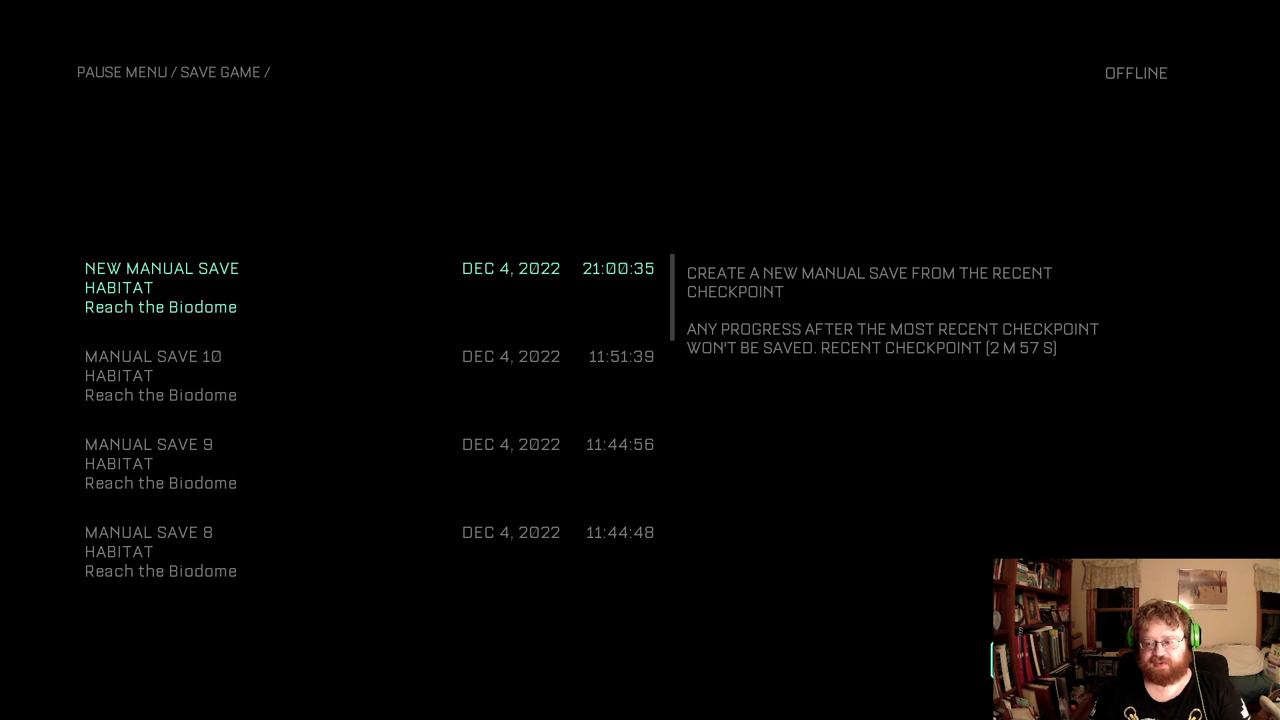 PAUSE MENU / SAVE GAME /
OFFLINE
NEW MANUAL SAVE DEC 4, 2022 21:00:35
HABITAT
Reach the Biodome
MANUAL SAVE 10 DEC 4, 2022 11:51:39
HABITAT
Reach the Biodome
MANUAL SAVE 9 DEC 4, 2022 11:44:56
HABITAT
Reach the Biodome
MANUAL SAVE 8 DEC 4, 2022 11:44:48
HABITAT
Reach the Biodome
CREATE A NEW MANUAL SAVE FROM THE RECENT
CHECKPOINT
ANY PROGRESS AFTER THE MOST RECENT CHECKPOINT
WON'T BE SAVED. RECENT CHECKPOINT (2 M 57 S)